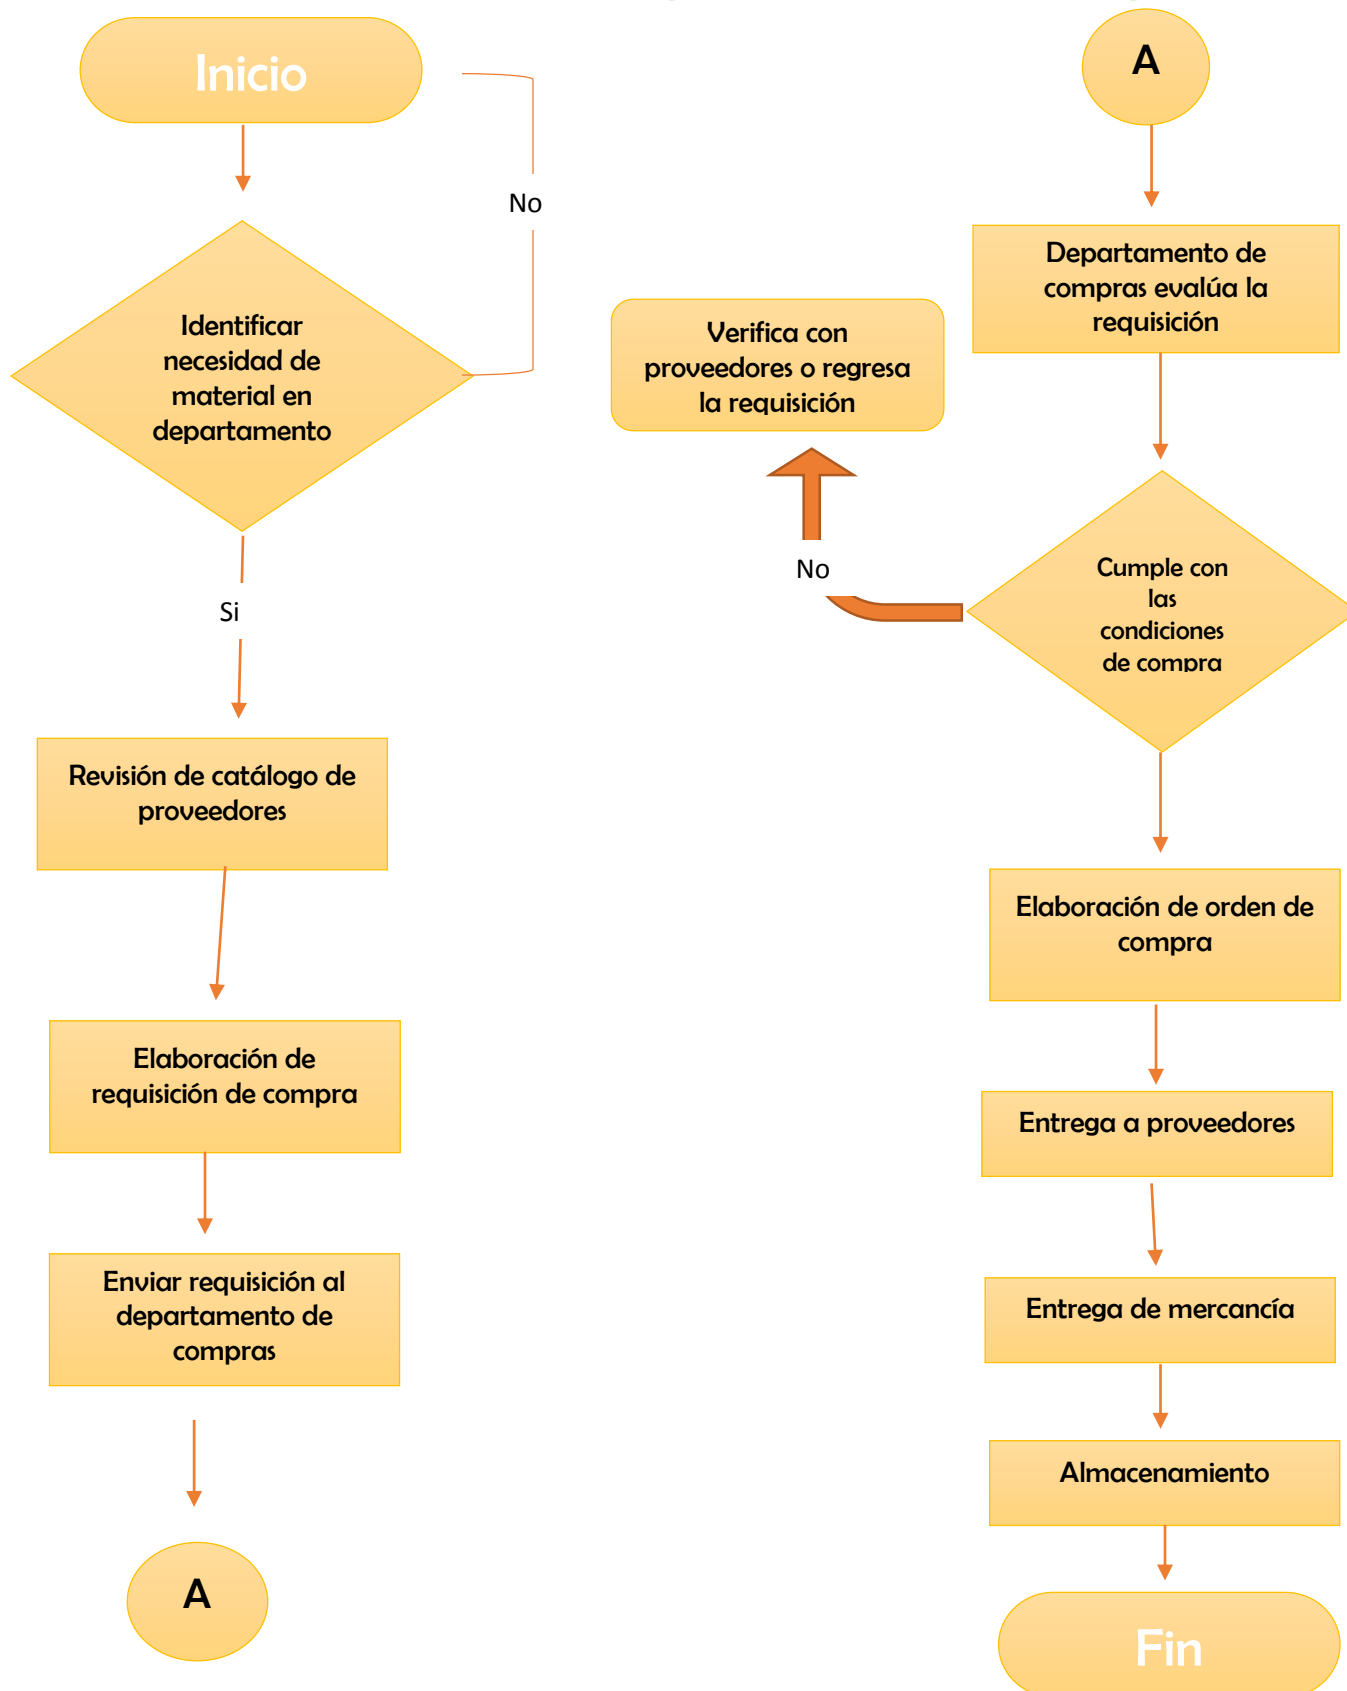 Inicio
No
Identificar
necesidad de
material en
departamento
Si
Revisión de catálogo de
proveedores
Elaboración de
requisición de compra
Enviar requisición al
departamento de
compras
A
A
Departamento de
compras evalúa la
requisición
Verifica con
proveedores o regresa
la requisición
No
Cumple con
las
condiciones
de compra
Elaboración de orden de
compra
Entrega a proveedores
Entrega de mercancía
Almacenamiento
Fin